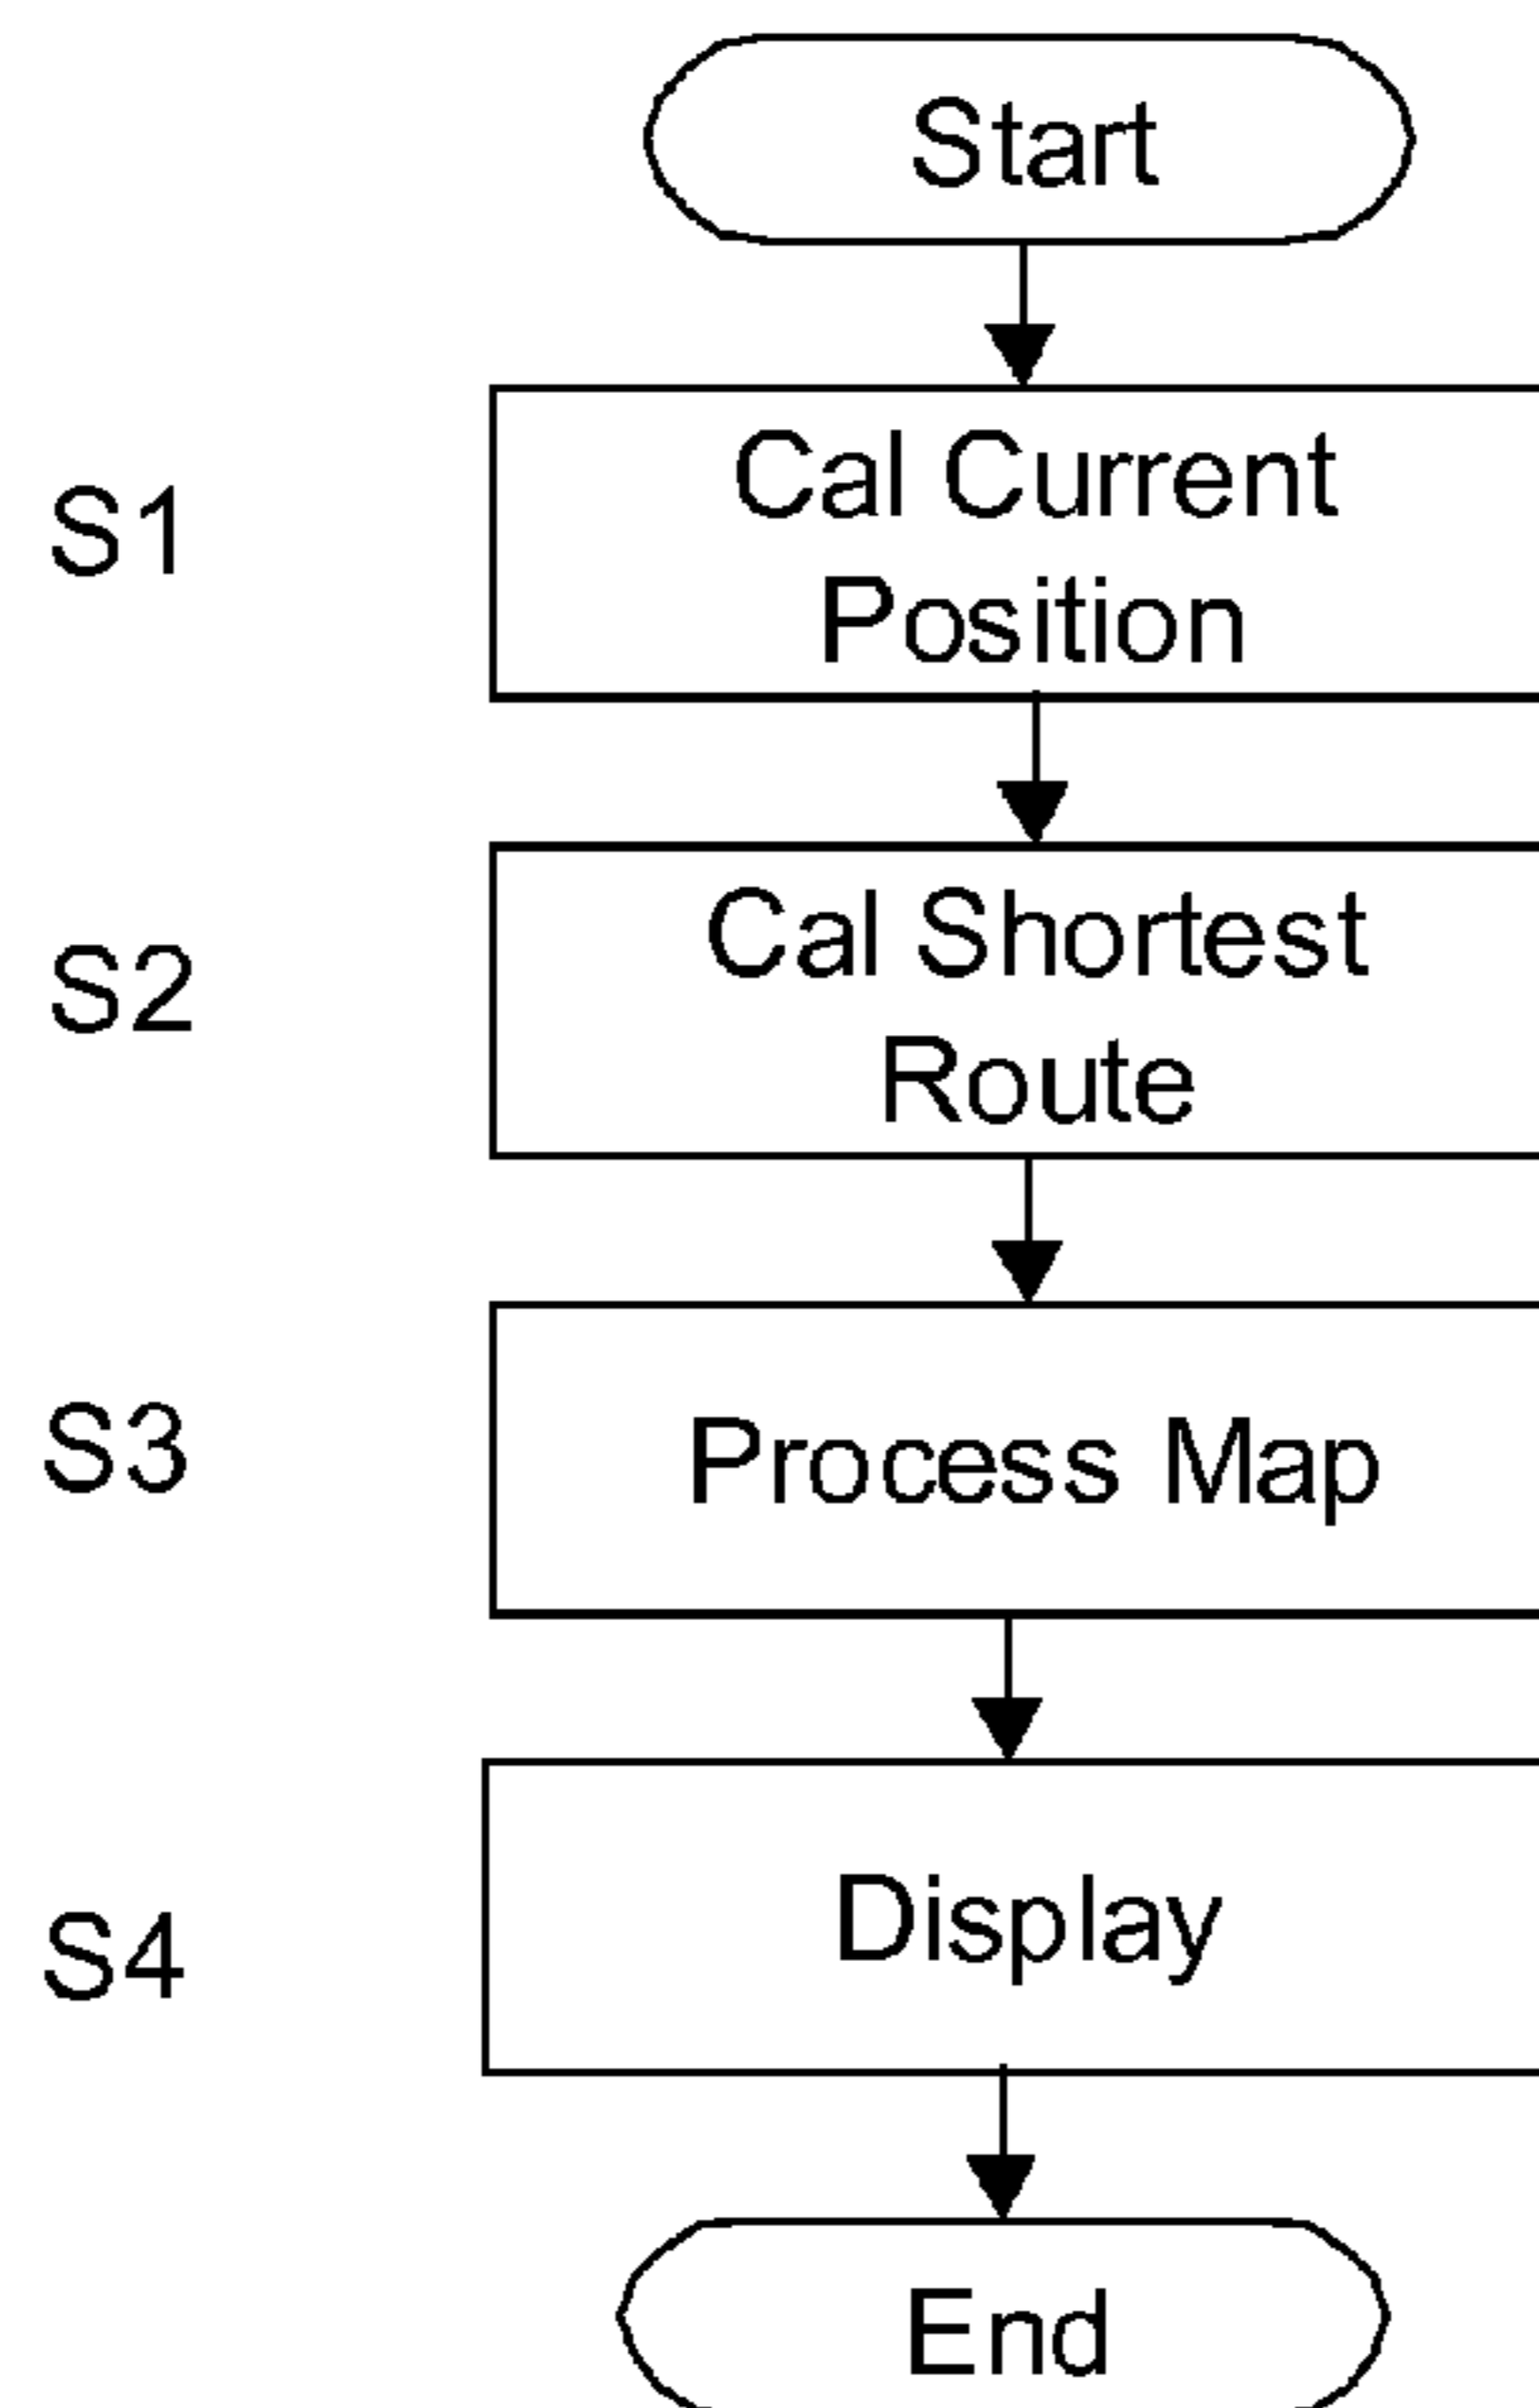 Start
S1
Cal Current
Position
S2
Cal Shortest
Route
S3
Process Map
S4
Display
End